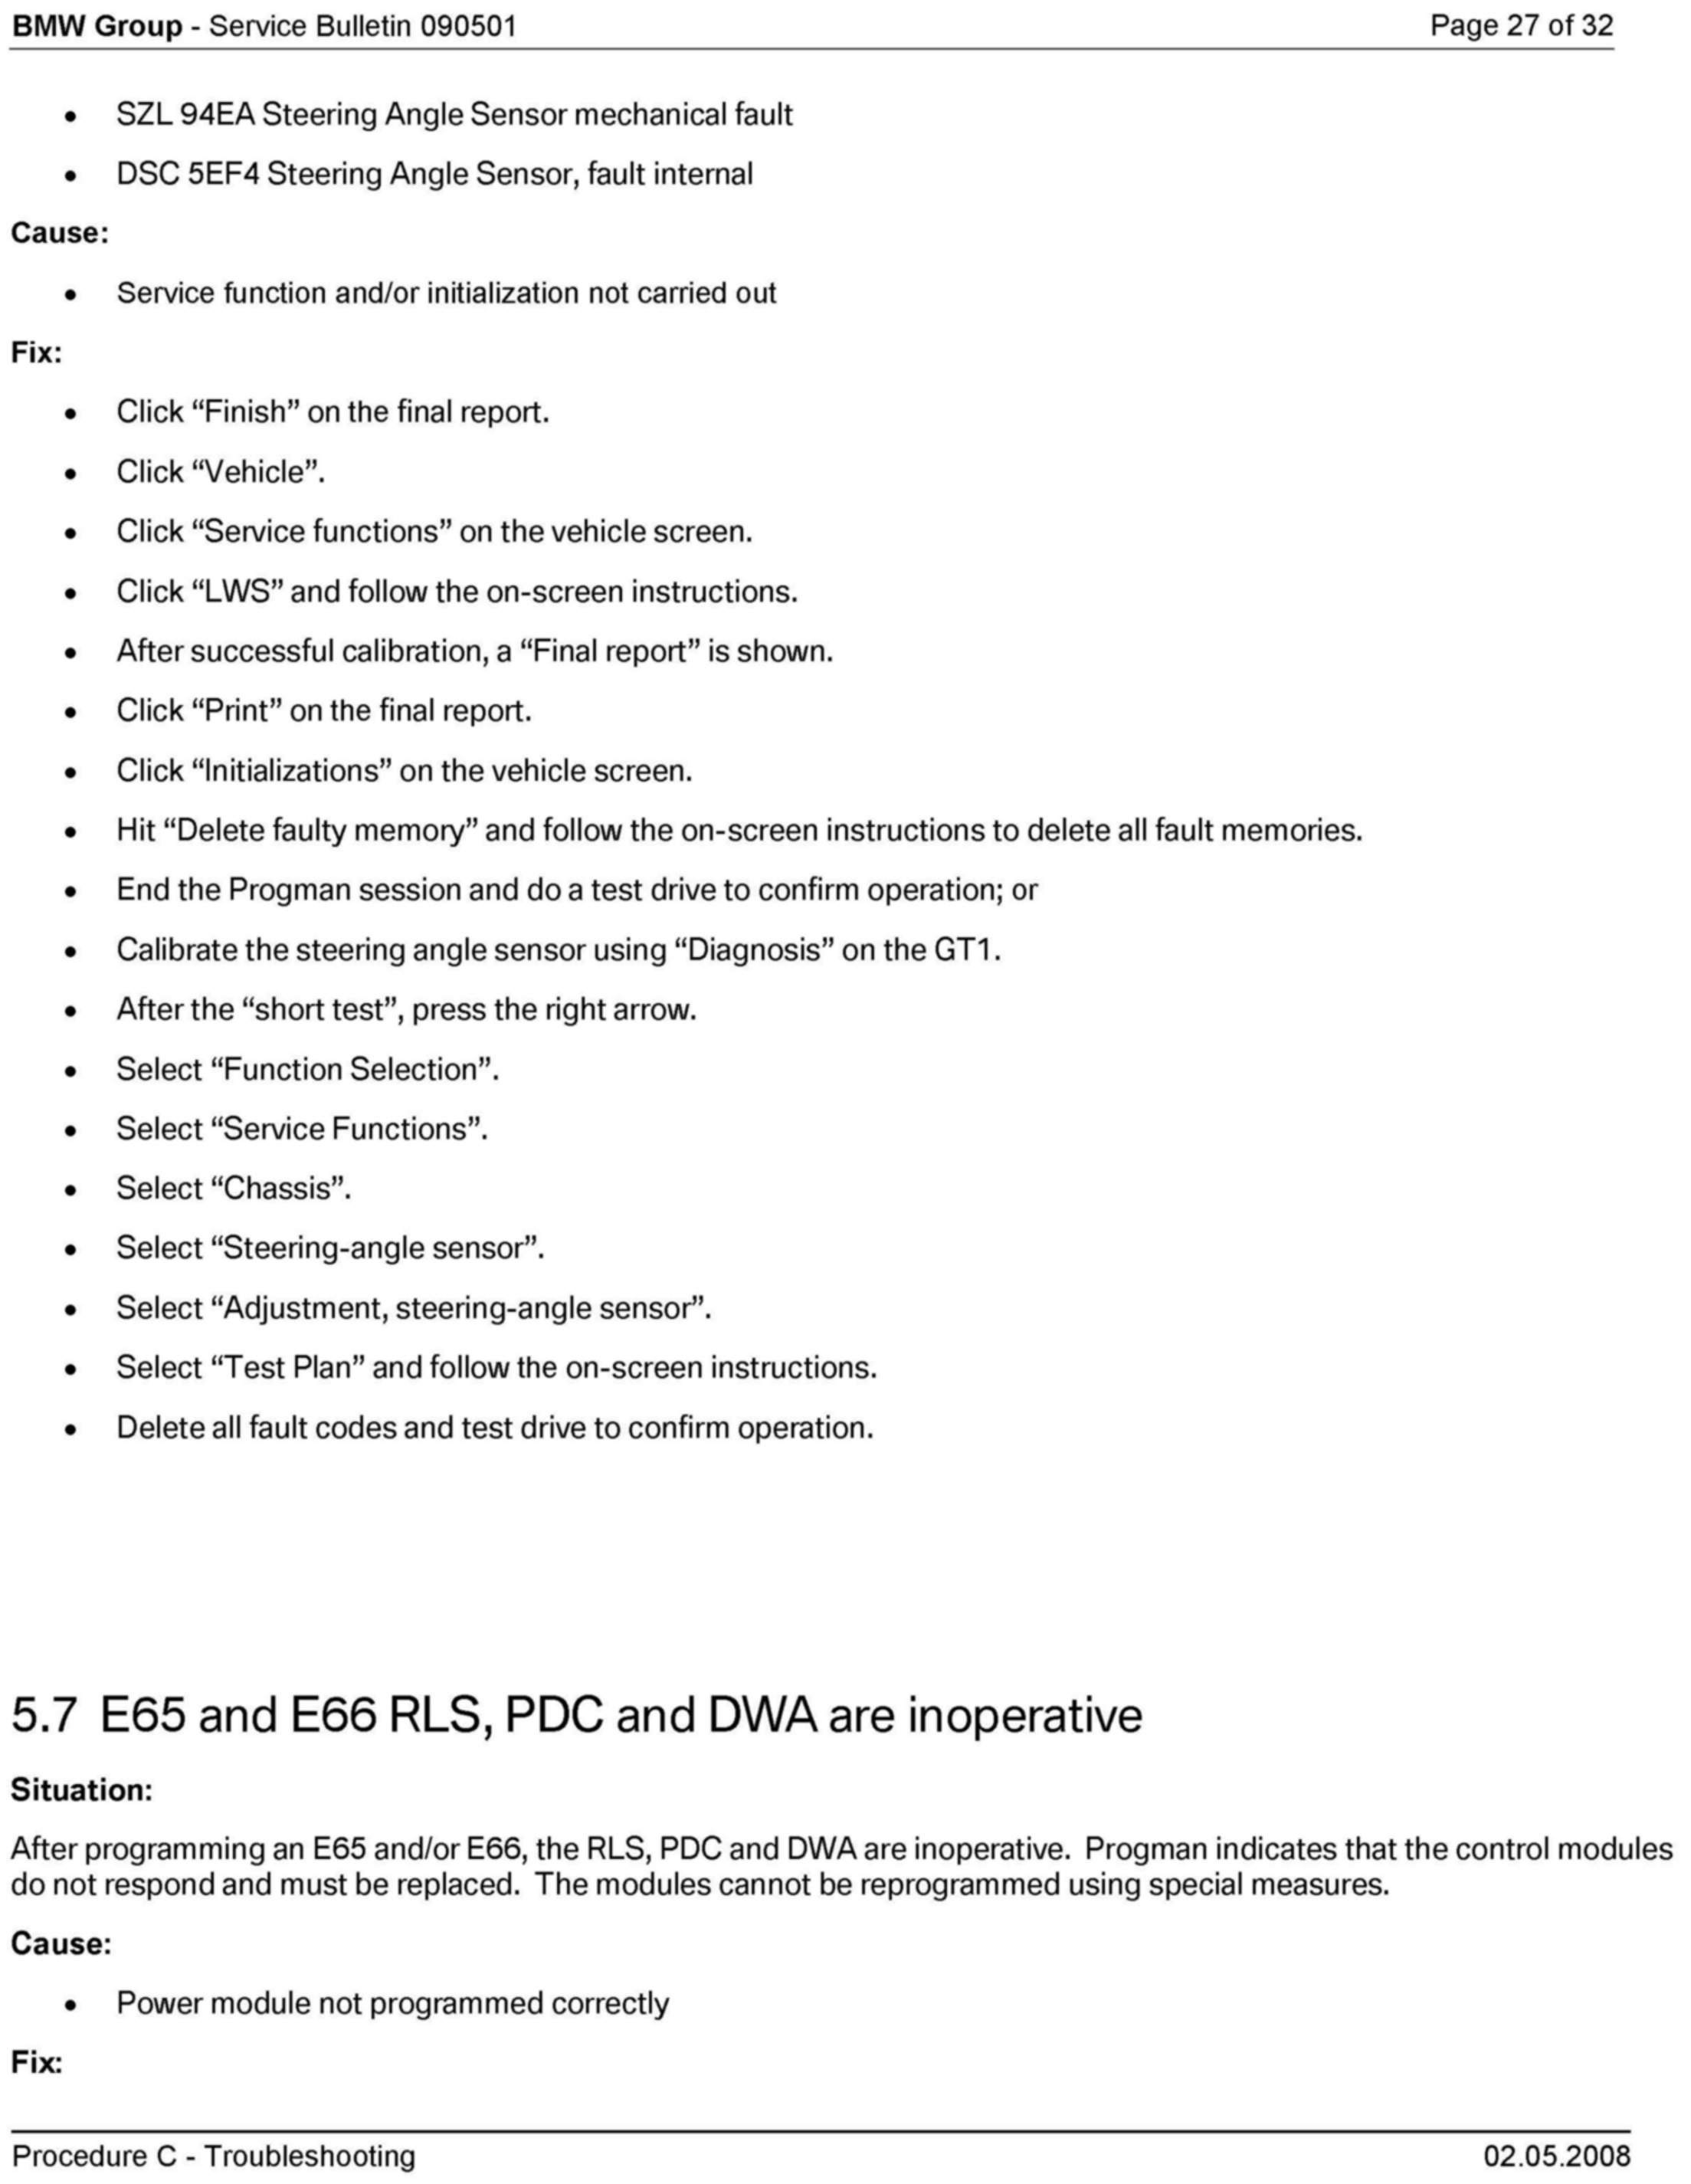 BMW Group - Service Bulletin 090501 Page 27 of 32
• SZL 94EA Steering Angle Sensor mechanical fault
• DSC 5EF4 Steering Angle Sensor, fault internal
Cause:
• Service function and/or initialization not carried out
Fix:
• Click “Finish” on the final report.
• Click “Vehicle”.
• Click “Service functions” on the vehicle screen.
• Click “LWS” and follow the on-screen instructions.
• After successful calibration, a “Final report” is shown.
• Click “Print” on the final report.
• Click “Initializations” on the vehicle screen.
• Hit “Delete faulty memory” and follow the on-screen instructions to delete all fault memories.
• End the Progman session and do a test drive to confirm operation; or
• Calibrate the steering angle sensor using “Diagnosis” on the GT1.
• After the “short test”, press the right arrow.
• Select “Function Selection”.
• Select “Service Functions”.
• Select “Chassis”.
• Select “Steering-angle sensor”.
• Select “Adjustment, steering-angle sensor”.
• Select “Test Plan” and follow the on-screen instructions.
• Delete all fault codes and test drive to confirm operation.
5.7 E65 and E66 RLS, PDC and DWA are inoperative
Situation:
After programming an E65 and/or E66, the RLS, PDC and DWA are inoperative. Progman indicates that the control modules
do not respond and must be replaced. The modules cannot be reprogrammed using special measures.
Cause:
• Power module not programmed correctly
Fix:
Procedure C - Troubleshooting 02.05.2008